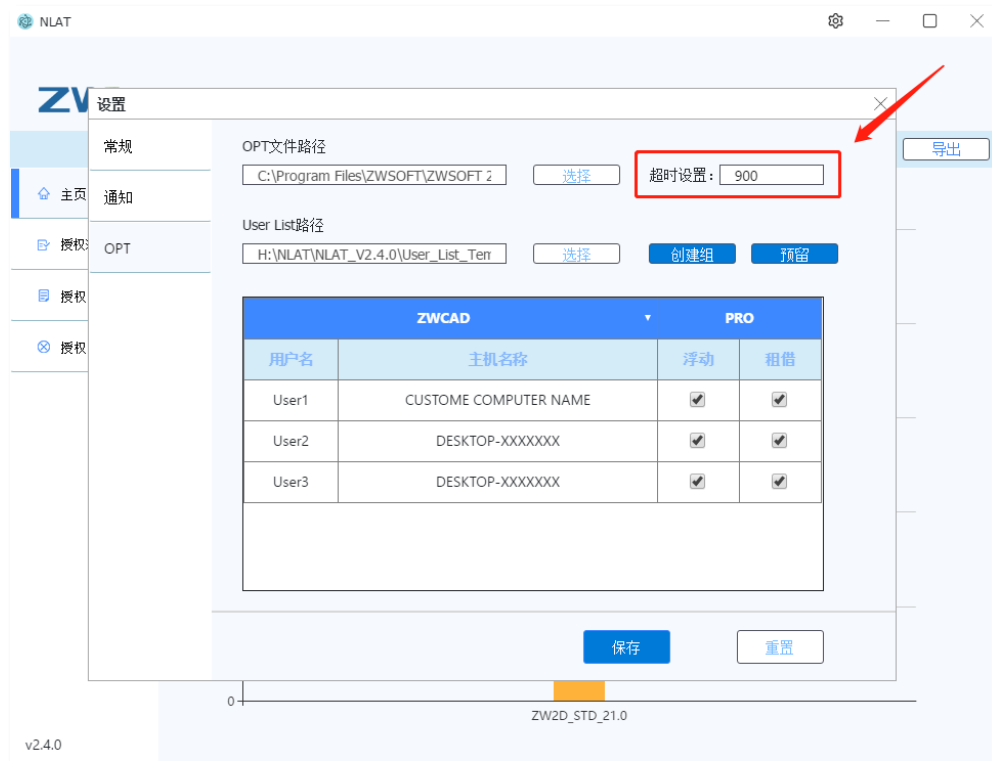 NLAT
ZW
设置
导出
主页
授权
授权
授权
v2.4.0
常规
通知
OPT
OPT文件路径
C:\Program Files\ZWSOFT\ZWSOFT 2
选择
超时设置：
900
User List路径
H:\NLAT\NLAT_V2.4.0\User_List_Tem
选择
创建组
预留
ZWCAD PRO
用户名 主机名称 浮动 租借
User1 CUSTOME COMPUTER NAME
User2 DESKTOP-XXXXXXX
User3 DESKTOP-XXXXXXX
保存
重置
0
ZW2D_STD_21.0